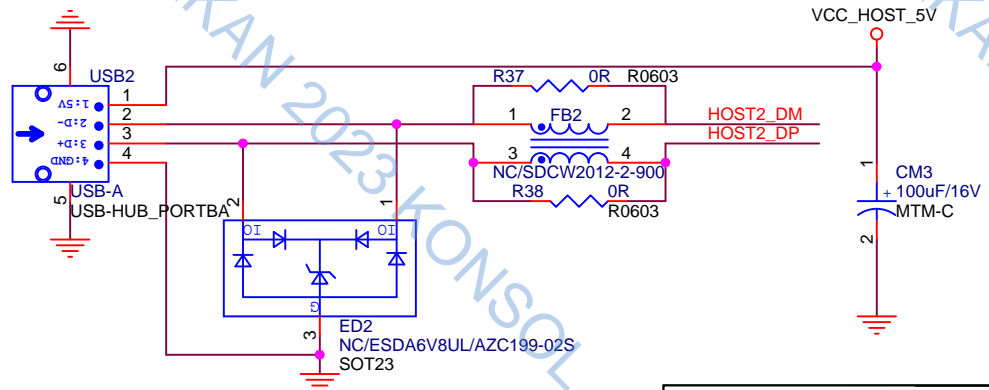 VCC_HOST_5V
6
USB2
1:5V
2:D-
3:D+
4:GND
1
2
3
4
5
USB-A
USB-HUB_PORTBA
R37
0R
R0603
1
FB2
2
HOST2_DM
HOST2_DP
3
4
NC/SDCW2012-2-900
R38
0R
R0603
2
1
IO
IO
G
3
ED2
NC/ESDA6V8UL/AZC199-02S
SOT23
1
CM3
+
100uF/16V
MTM-C
2
KAN 2023 KONSOL
KAN